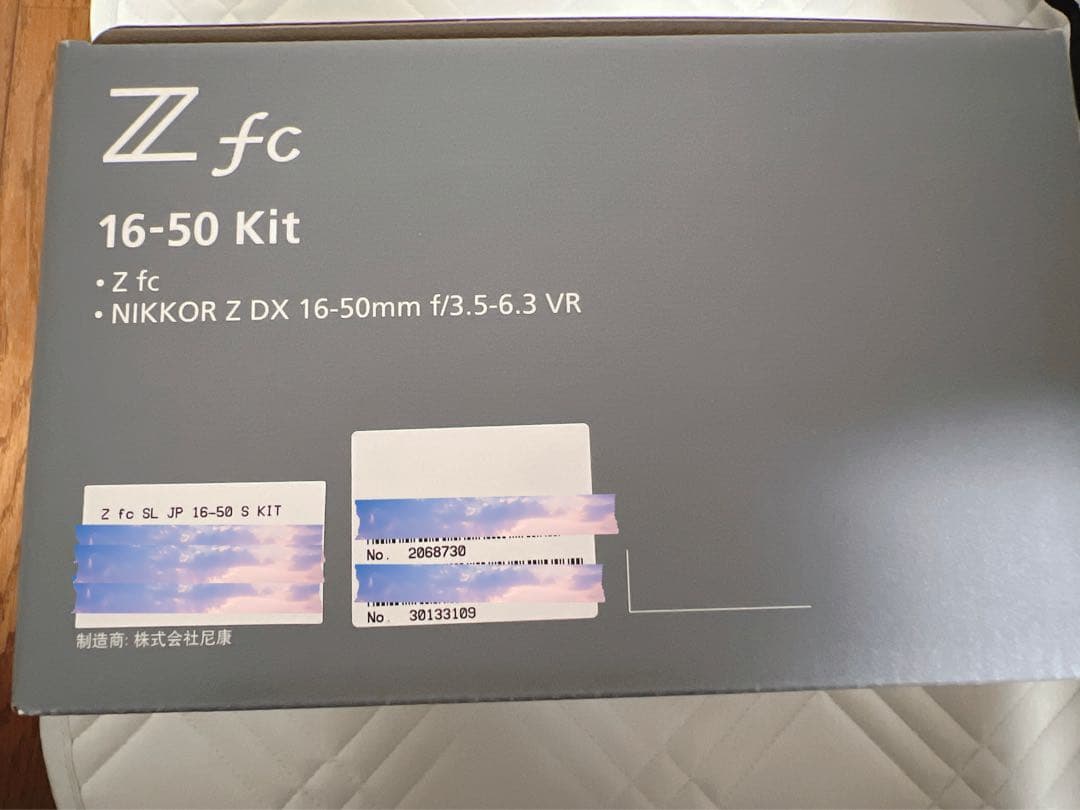 Z fc
16-50 Kit
• Z fc
• NIKKOR Z DX 16-50mm f/3.5-6.3 VR
Z fc SL JP 16-50 S KIT
No. 2068730
No. 30133109
制造商: 株式会社尼康